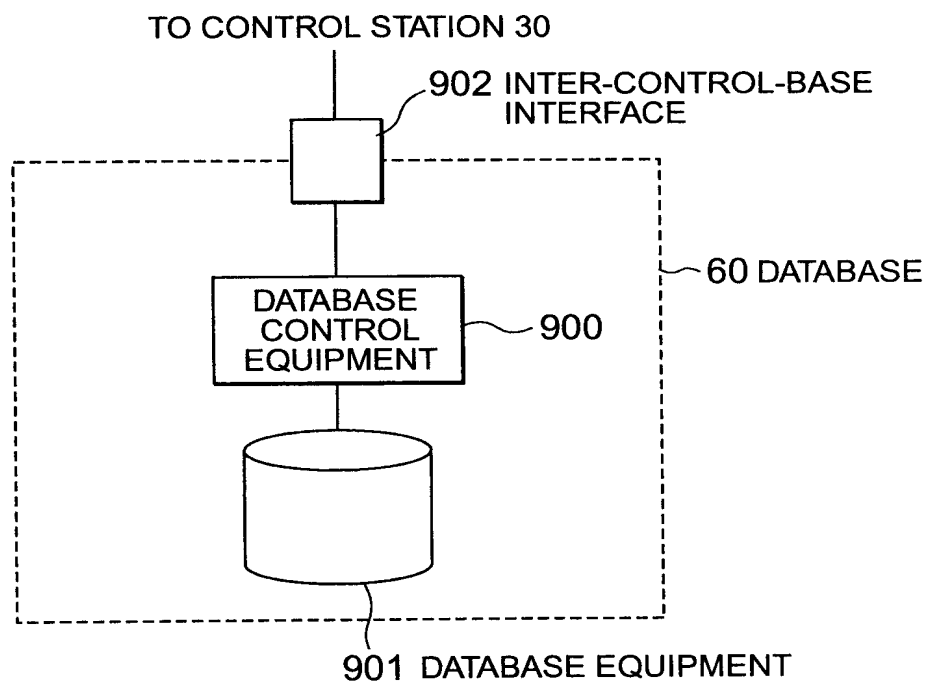 TO CONTROL STATION 30
902 INTER-CONTROL-BASE
INTERFACE
60 DATABASE
DATABASE
CONTROL
EQUIPMENT
900
901 DATABASE EQUIPMENT